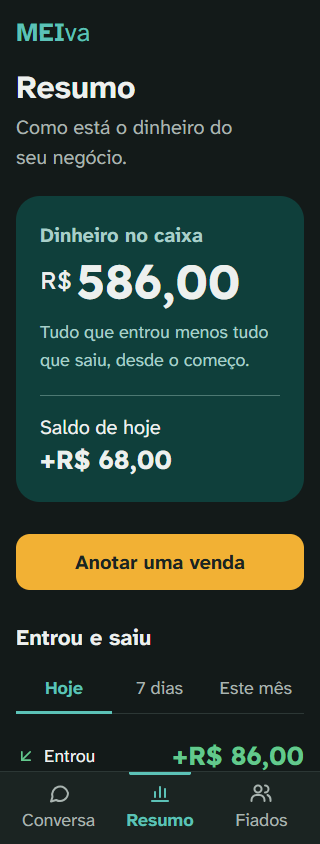 MEIva
Resumo
Como está o dinheiro do
seu negócio.
Dinheiro no caixa
R$ 586,00
Tudo que entrou menos tudo
que saiu, desde o começo.
Saldo de hoje
+R$ 68,00
Anotar uma venda
Entrou e saiu
Hoje 7 dias Este mês
Entrou +R$ 86,00
Conversa Resumo Fiados